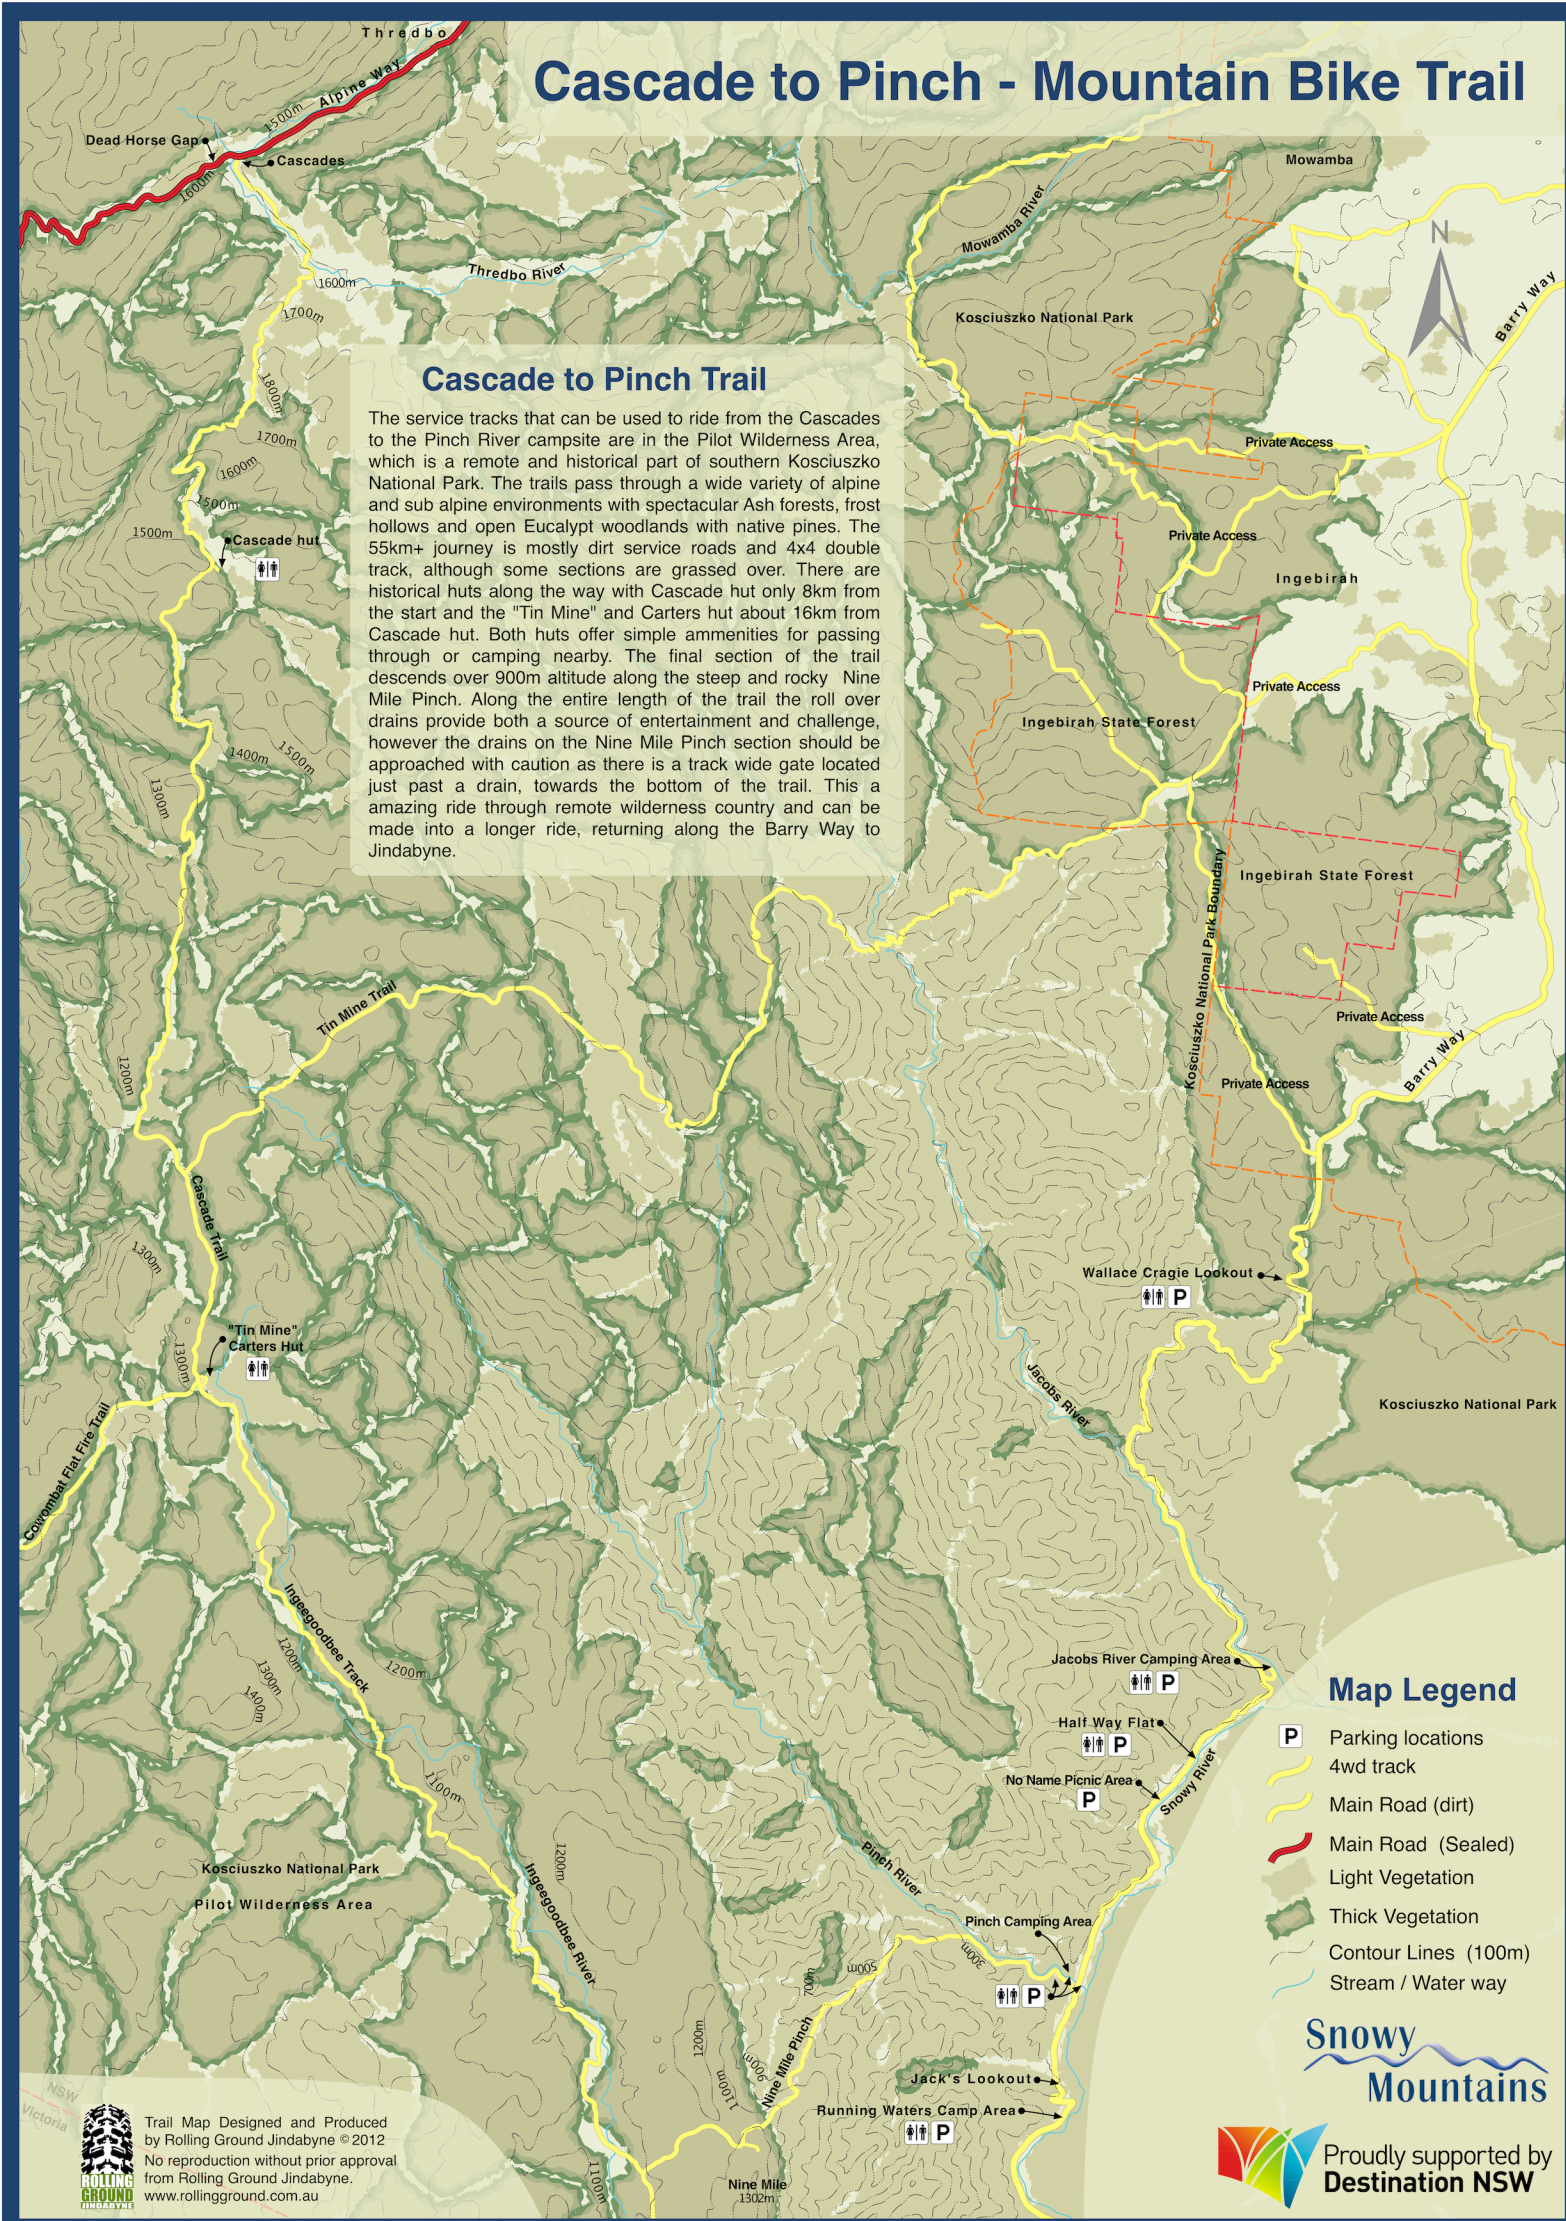 Thredbo
Alpine Way
1500m
Cascade to Pinch - Mountain Bike Trail
Dead Horse Gap
Cascades
1600m
Mowamba
Mowamba River
N
Thredbo River
1600m
1700m
Kosciuszko National Park
Barry Way
Cascade to Pinch Trail
The service tracks that can be used to ride from the Cascades
to the Pinch River campsite are in the Pilot Wilderness Area,
which is a remote and historical part of southern Kosciuszko
National Park. The trails pass through a wide variety of alpine
and sub alpine environments with spectacular Ash forests, frost
hollows and open Eucalypt woodlands with native pines. The
55km+ journey is mostly dirt service roads and 4x4 double
track, although some sections are grassed over. There are
historical huts along the way with Cascade hut only 8km from
the start and the "Tin Mine" and Carters hut about 16km from
Cascade hut. Both huts offer simple ammenities for passing
through or camping nearby. The final section of the trail
descends over 900m altitude along the steep and rocky Nine
Mile Pinch. Along the entire length of the trail the roll over
drains provide both a source of entertainment and challenge,
however the drains on the Nine Mile Pinch section should be
approached with caution as there is a track wide gate located
just past a drain, towards the bottom of the trail. This a
amazing ride through remote wilderness country and can be
made into a longer ride, returning along the Barry Way to
Jindabyne.
1800m
1700m
1600m
1500m
1500m
Cascade hut
Private Access
Private Access
Ingebirah
Private Access
Ingebirah State Forest
1400m
1500m
1300m
Ingebirah State Forest
Kosciuszko National Park Boundary
Tin Mine Trail
Private Access
Barry Way
1200m
Private Access
Cascade Trail
1300m
Wallace Cragie Lookout
P
"Tin Mine"
Carters Hut
1300m
Jacobs River
Kosciuszko National Park
Cowombat Flat Fire Trail
Ingeegoodbee Track
1200m
1300m
1400m
1200m
Jacobs River Camping Area
P
Half Way Flat
P
No Name Picnic Area
P
Snowy River
1100m
Kosciuszko National Park
Pilot Wilderness Area
1200m
Ingeegoodbee River
Pinch River
Pinch Camping Area
300m
500m
700m
P
Nine Mile Pinch
1200m
900m
1100m
Jack's Lookout
Running Waters Camp Area
P
1100m
Nine Mile
1302m
Map Legend
P Parking locations
4wd track
Main Road (dirt)
Main Road (Sealed)
Light Vegetation
Thick Vegetation
Contour Lines (100m)
Stream / Water way
Snowy
Mountains
Proudly supported by
Destination NSW
NSW
Victoria
ROLLING
GROUND
JINDABYNE
Trail Map Designed and Produced
by Rolling Ground Jindabyne © 2012
No reproduction without prior approval
from Rolling Ground Jindabyne.
www.rollingground.com.au